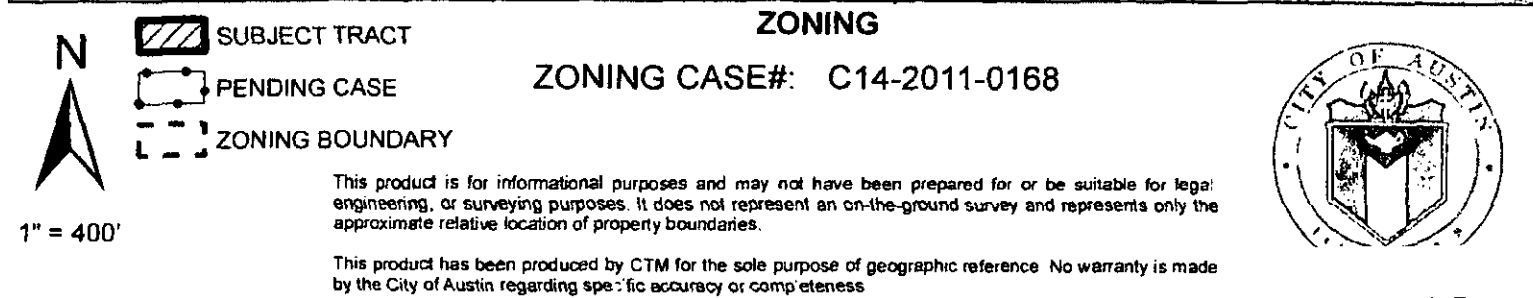 ZONING
ZONING CASE#: C14-2011-0168
N
1" = 400'
SUBJECT TRACT
PENDING CASE
ZONING BOUNDARY
This product is for informational purposes and may not have been prepared for or be suitable for legal
engineering, or surveying purposes. It does not represent an on-the-ground survey and represents only the
approximate relative location of property boundaries.
This product has been produced by CTM for the sole purpose of geographic reference. No warranty is made
by the City of Austin regarding specific accuracy or completeness
CITY OF AUSTIN